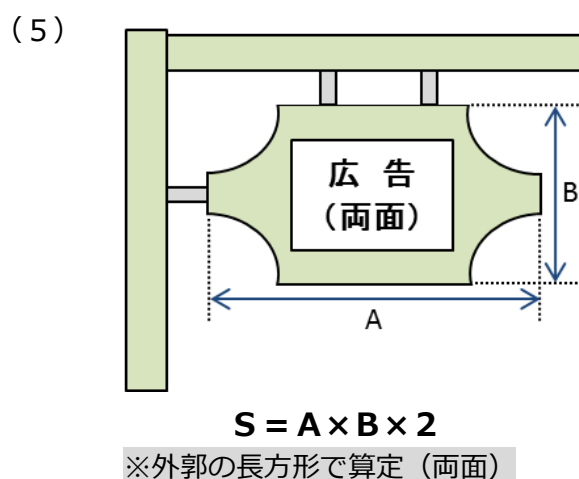 （5）
広 告
（両面）
B
A
S = A×B×2
※外郭の長方形で算定（両面）